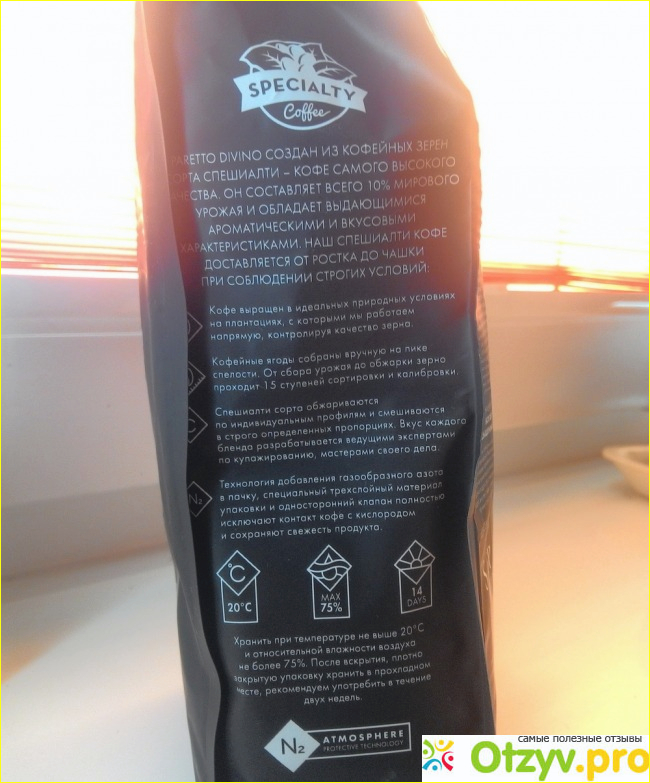 SPECIALTY
Coffee
ARETTO DIVINO СОЗДАН ИЗ КОФЕЙНЫХ ЗЕРЕН
ОРТА СПЕШИАЛТИ – КОФЕ САМОГО ВЫСОКОГО
ЧЕСТВА. ОН СОСТАВЛЯЕТ ВСЕГО 10% МИРОВОГО
УРОЖАЯ И ОБЛАДАЕТ ВЫДАЮЩИМИСЯ
АРОМАТИЧЕСКИМИ И ВКУСОВЫМИ
ХАРАКТЕРИСТИКАМИ. НАШ СПЕШИАЛТИ КОФЕ
ДОСТАВЛЯЕТСЯ ОТ РОСТКА ДО ЧАШКИ
ПРИ СОБЛЮДЕНИИ СТРОГИХ УСЛОВИЙ:
Кофе выращен в идеальных природных условиях
на плантациях, с которыми мы работаем
напрямую, контролируя качество зерна.
Кофейные ягоды собраны вручную на пике
спелости. От сбора урожая до обжарки зерно
проходит 15 ступеней сортировки и калибровки.
C
Спешиалти сорта обжариваются
по индивидуальным профилям и смешиваются
в строго определенных пропорциях. Вкус каждого
бленда разрабатывается ведущими экспертами
по купажированию, мастерами своего дела.
N₂
Технология добавления газообразного азота
в пачку, специальный трехслойный материал
упаковки и односторонний клапан полностью
исключают контакт кофе с кислородом
и сохраняют свежесть продукта.
°C
20°C
MAX
75%
14
DAYS
Хранить при температуре не выше 20°C
и относительной влажности воздуха
не более 75%. После вскрытия, плотно
закрытую упаковку хранить в прохладном
месте, рекомендуем употребить в течение
двух недель.
N₂
ATMOSPHERE
PROTECTIVE TECHNOLOGY
самые полезные отзывы
Otzyv.pro